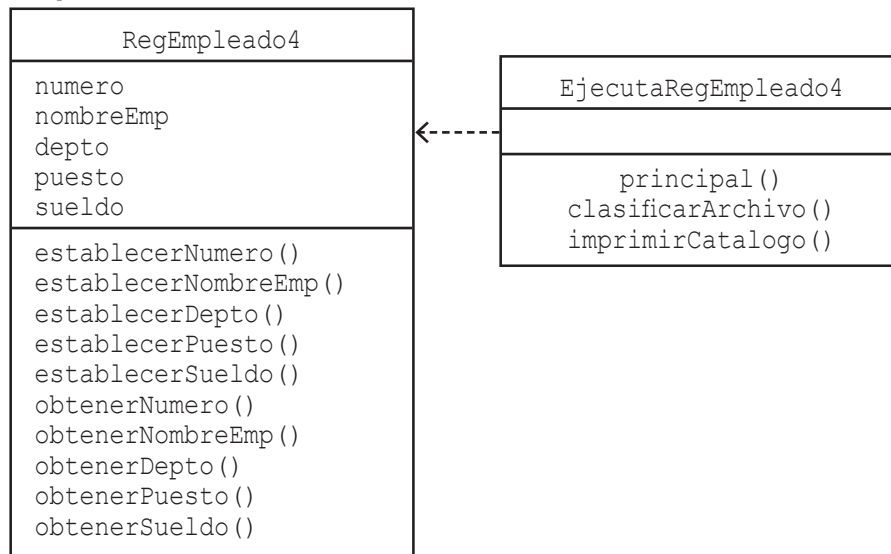 RegEmpleado4
numero
nombreEmp
depto
puesto
sueldo
establecerNumero()
establecerNombreEmp()
establecerDepto()
establecerPuesto()
establecerSueldo()
obtenerNumero()
obtenerNombreEmp()
obtenerDepto()
obtenerPuesto()
obtenerSueldo()
EjecutaRegEmpleado4
principal()
clasificarArchivo()
imprimirCatalogo()